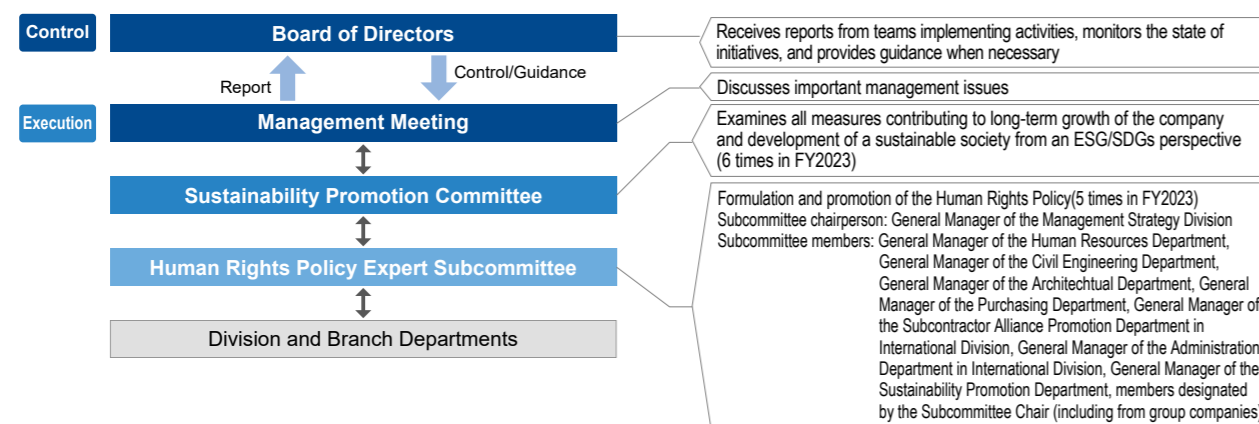 Control
Board of Directors
Receives reports from teams implementing activities, monitors the state of
initiatives, and provides guidance when necessary
Report
Control/Guidance
Discusses important management issues
Execution
Management Meeting
Examines all measures contributing to long-term growth of the company
and development of a sustainable society from an ESG/SDGs perspective
(6 times in FY2023)
Sustainability Promotion Committee
Formulation and promotion of the Human Rights Policy(5 times in FY2023)
Subcommittee chairperson: General Manager of the Management Strategy Division
Subcommittee members: General Manager of the Human Resources Department,
General Manager of the Civil Engineering Department,
General Manager of the Architechtual Department, General
Manager of the Purchasing Department, General Manager of
the Subcontractor Alliance Promotion Department in
International Division, General Manager of the Administration
Department in International Division, General Manager of the
Sustainability Promotion Department, members designated
by the Subcommittee Chair (including from group companies)
Human Rights Policy Expert Subcommittee
Division and Branch Departments